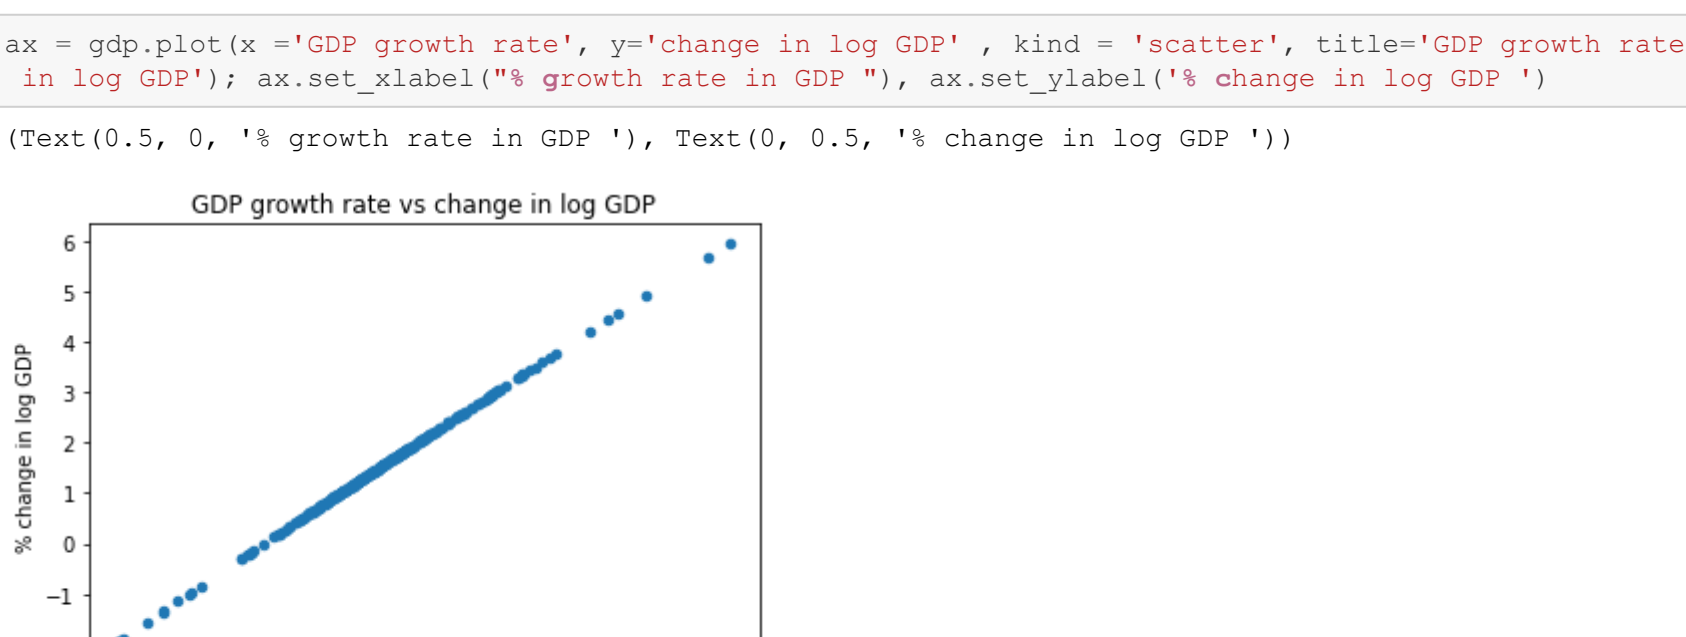 ax = gdp.plot(x ='GDP growth rate', y='change in log GDP' , kind = 'scatter', title='GDP growth rate
in log GDP'); ax.set_xlabel("% growth rate in GDP "), ax.set_ylabel('% change in log GDP ')
(Text(0.5, 0, '% growth rate in GDP '), Text(0, 0.5, '% change in log GDP '))
GDP growth rate vs change in log GDP
% change in log GDP
6
5
4
3
2
1
0
−1